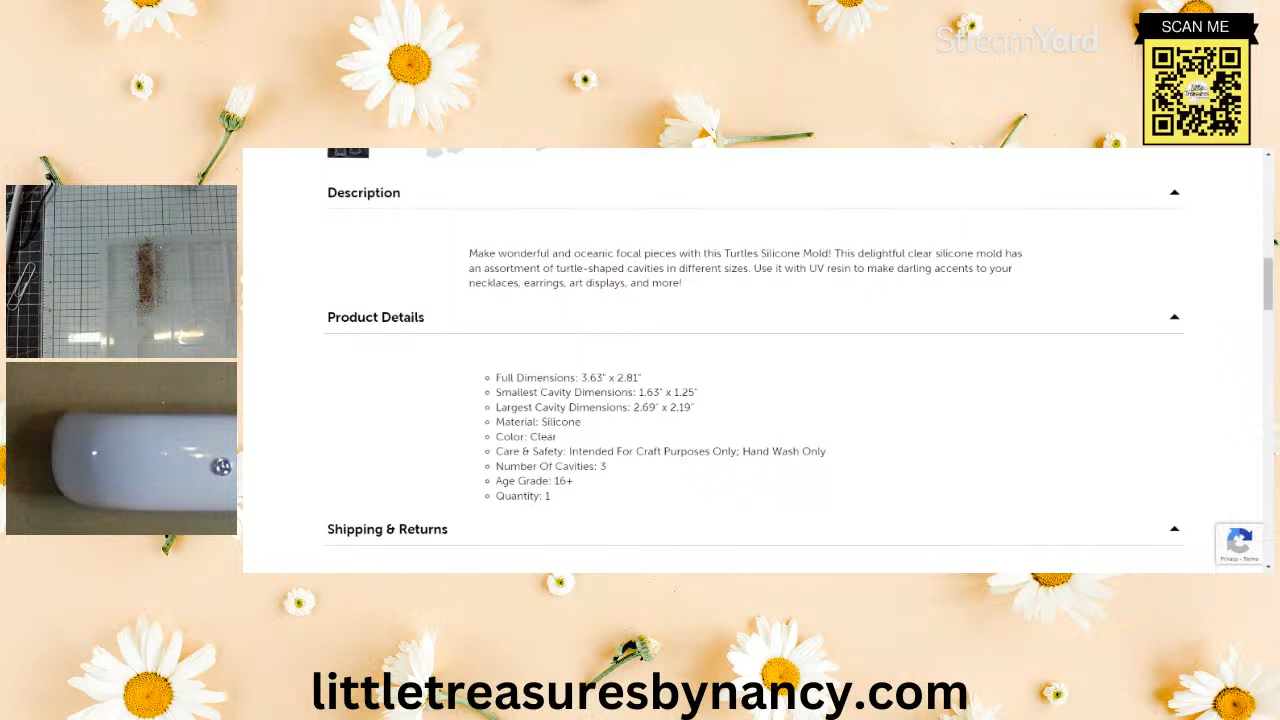 StreamYard
SCAN ME
Description
Make wonderful and oceanic focal pieces with this Turtles Silicone Mold! This delightful clear silicone mold has
an assortment of turtle-shaped cavities in different sizes. Use it with UV resin to make darling accents to your
necklaces, earrings, art displays, and more!
Product Details
Full Dimensions: 3.63" x 2.81"
Smallest Cavity Dimensions: 1.63" x 1.25"
Largest Cavity Dimensions: 2.69" x 2.19"
Material: Silicone
Color: Clear
Care & Safety: Intended For Craft Purposes Only; Hand Wash Only
Number Of Cavities: 3
Age Grade: 16+
Quantity: 1
Shipping & Returns
Privacy - Terms
littletreasuresbynancy.com